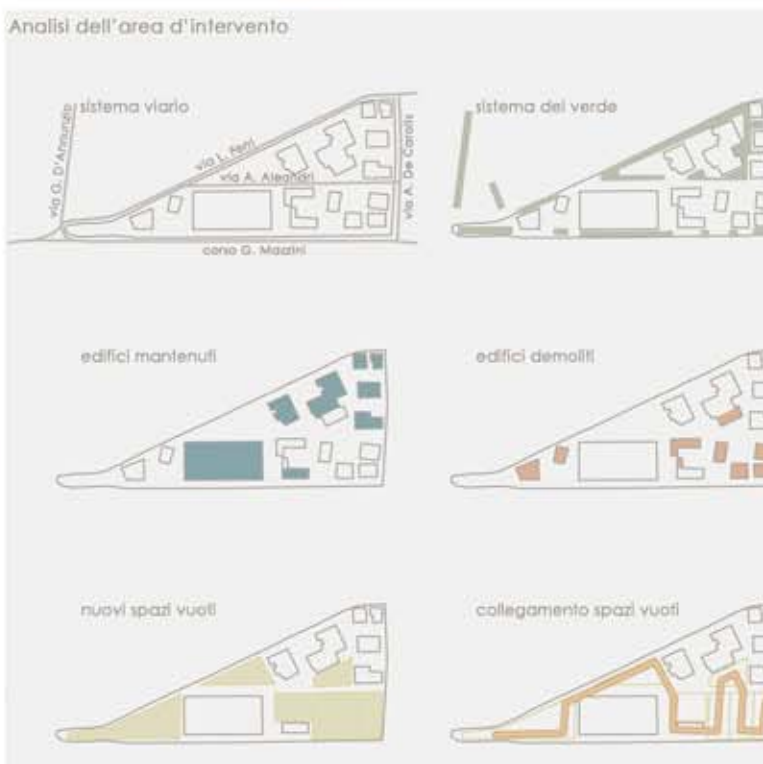 Analisi dell'area d'intervento
sistema viario
sistema del verde
via G. D'Annunzio
via L. Ferri
via A. Aleandri
via A. De Carolis
corso G. Mazzini
edifici mantenuti
edifici demoliti
nuovi spazi vuoti
collegamento spazi vuoti